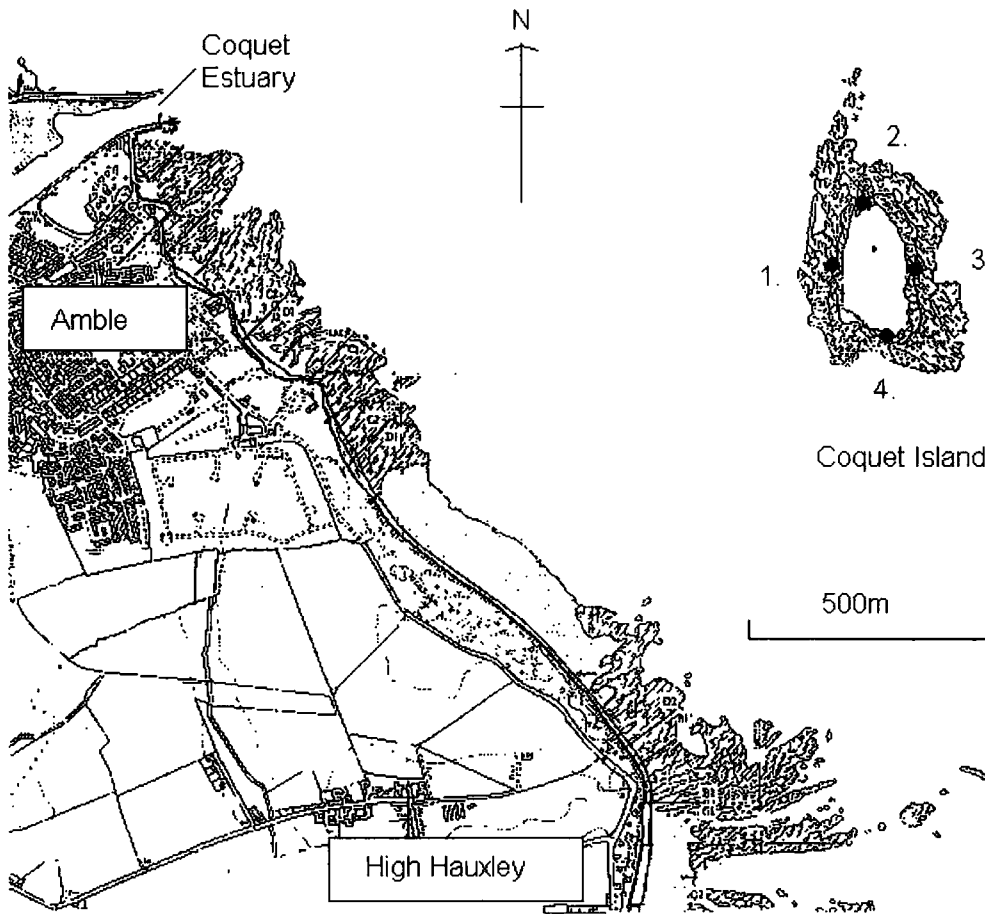 N
Coquet
Estuary
2.
1.
3
Amble
4.
Coquet Island
500m
High Hauxley